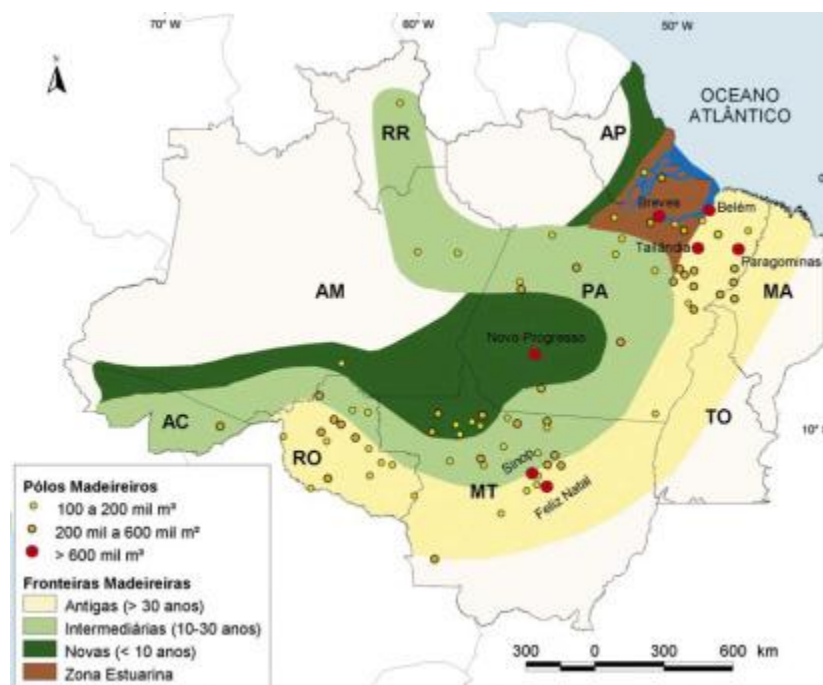 70° W
60° W
50° W
N
OCEANO
ATLÂNTICO
RR
AP
Breves
Belém
Tailândia
Paragominas
AM
PA
MA
Novo Progresso
TO
AC
RO
10°
Sinop
MT
Feliz Natal
Pólos Madeireiros
100 a 200 mil m³
200 mil a 600 mil m³
> 600 mil m³
Fronteiras Madeireiras
Antigas (> 30 anos)
Intermediárias (10-30 anos)
Novas (< 10 anos)
Zona Estuarina
300 150 0 300 600 km